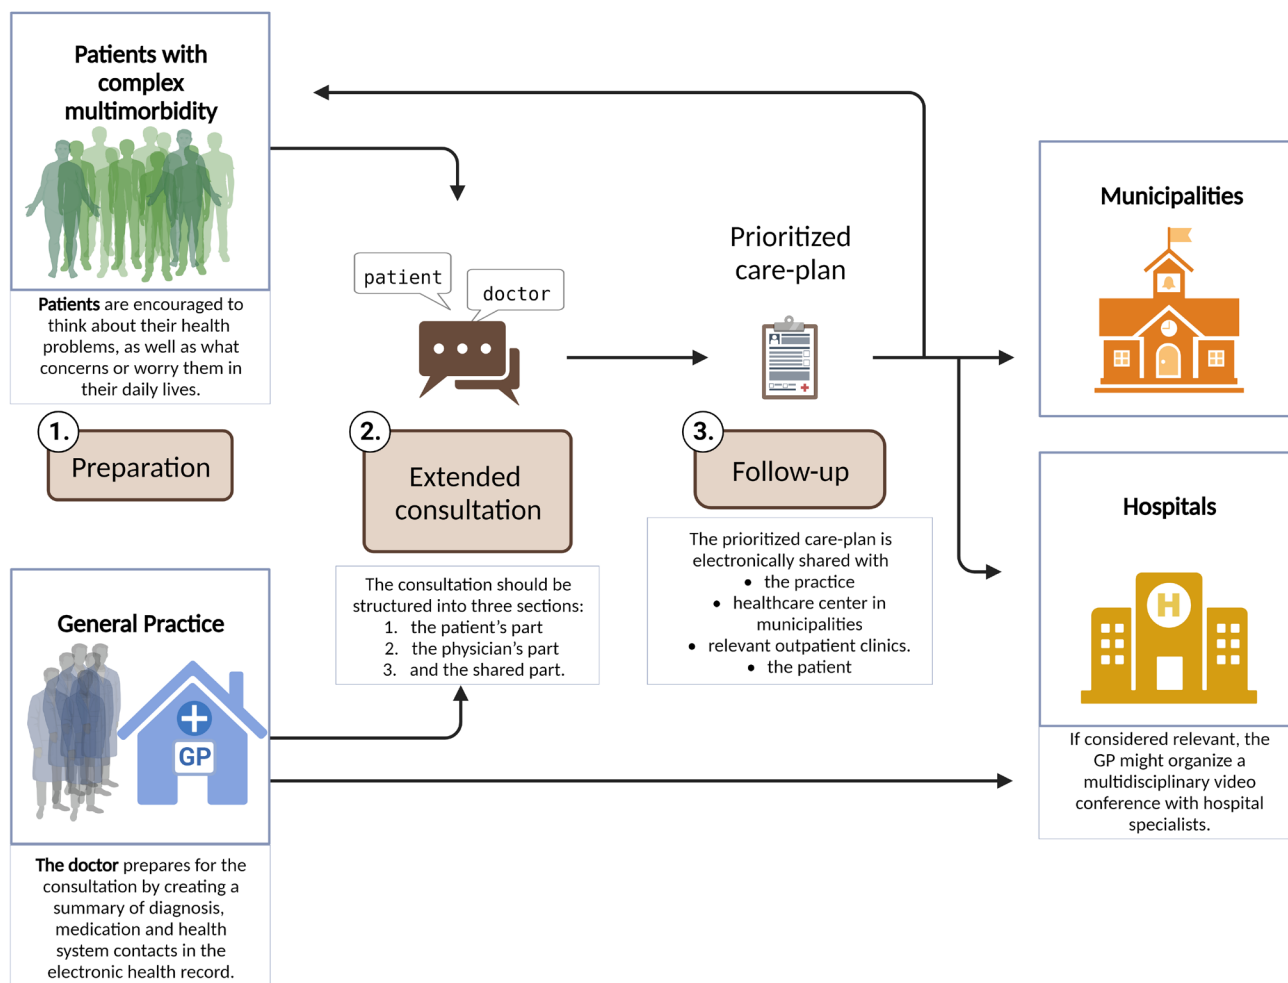 Patients with
complex
multimorbidity
Patients are encouraged to
think about their health
problems, as well as what
concerns or worry them in
their daily lives.
1.
Preparation
General Practice
GP
The doctor prepares for the
consultation by creating a
summary of diagnosis,
medication and health
system contacts in the
electronic health record.
patient
doctor
2.
Extended
consultation
The consultation should be
structured into three sections:
1. the patient’s part
2. the physician’s part
3. and the shared part.
Prioritized
care-plan
3.
Follow-up
The prioritized care-plan is
electronically shared with
• the practice
• healthcare center in
municipalities
• relevant outpatient clinics.
• the patient
Municipalities
Hospitals
H
If considered relevant, the
GP might organize a
multidisciplinary video
conference with hospital
specialists.